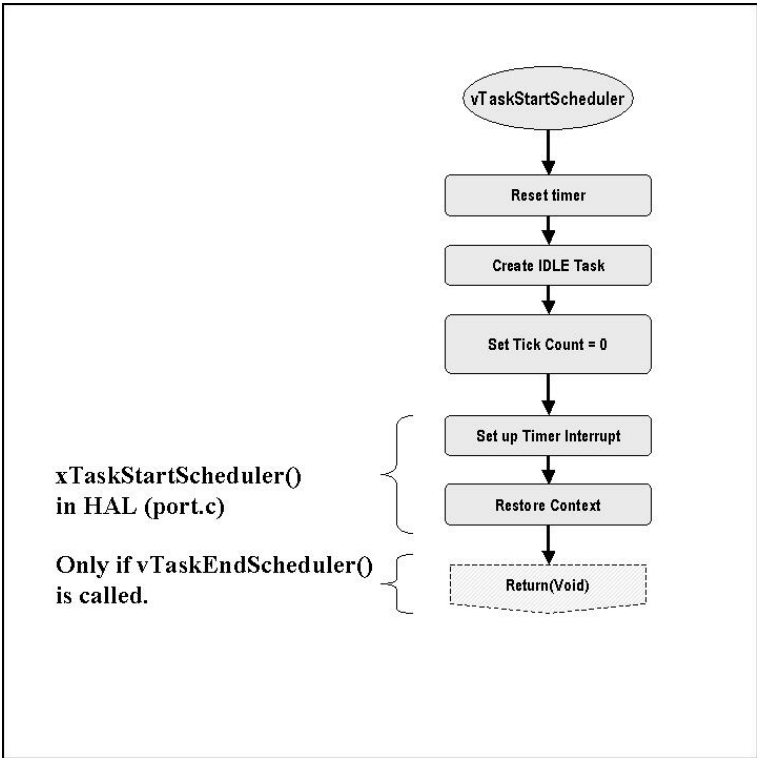 vTaskStartScheduler
Reset timer
Create IDLE Task
Set Tick Count = 0
Set up Timer Interrupt
xTaskStartScheduler()
in HAL (port.c)
Restore Context
Only if vTaskEndScheduler()
is called.
Return(Void)